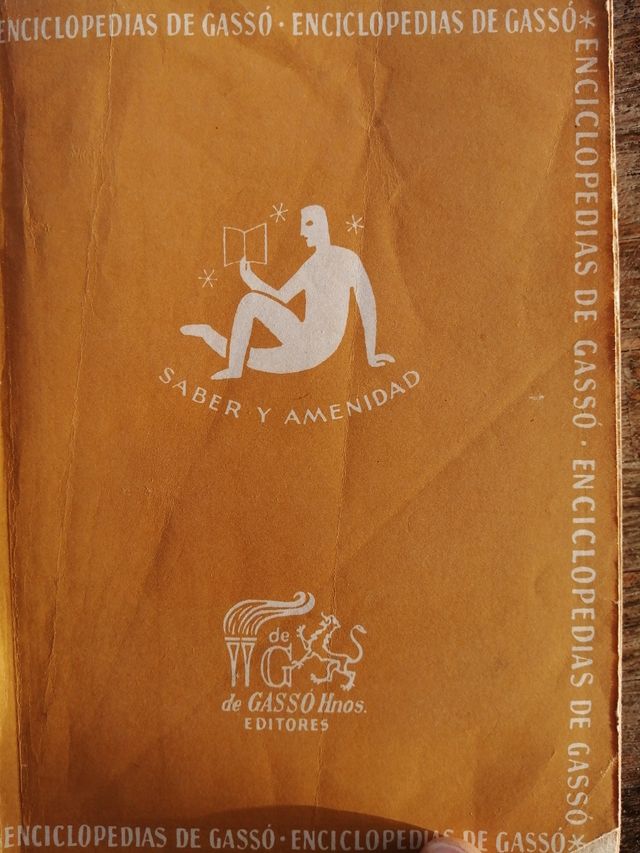 ENCICLOPEDIAS DE GASSÓ · ENCICLOPEDIAS DE GASSÓ*
ENCICLOPEDIAS DE GASSÓ · ENCICLOPEDIAS DE GASSÓ
SABER Y AMENIDAD
de
G
de GASSÓ Hnos.
EDITORES
ENCICLOPEDIAS DE GASSÓ · ENCICLOPEDIAS DE GASSÓ*